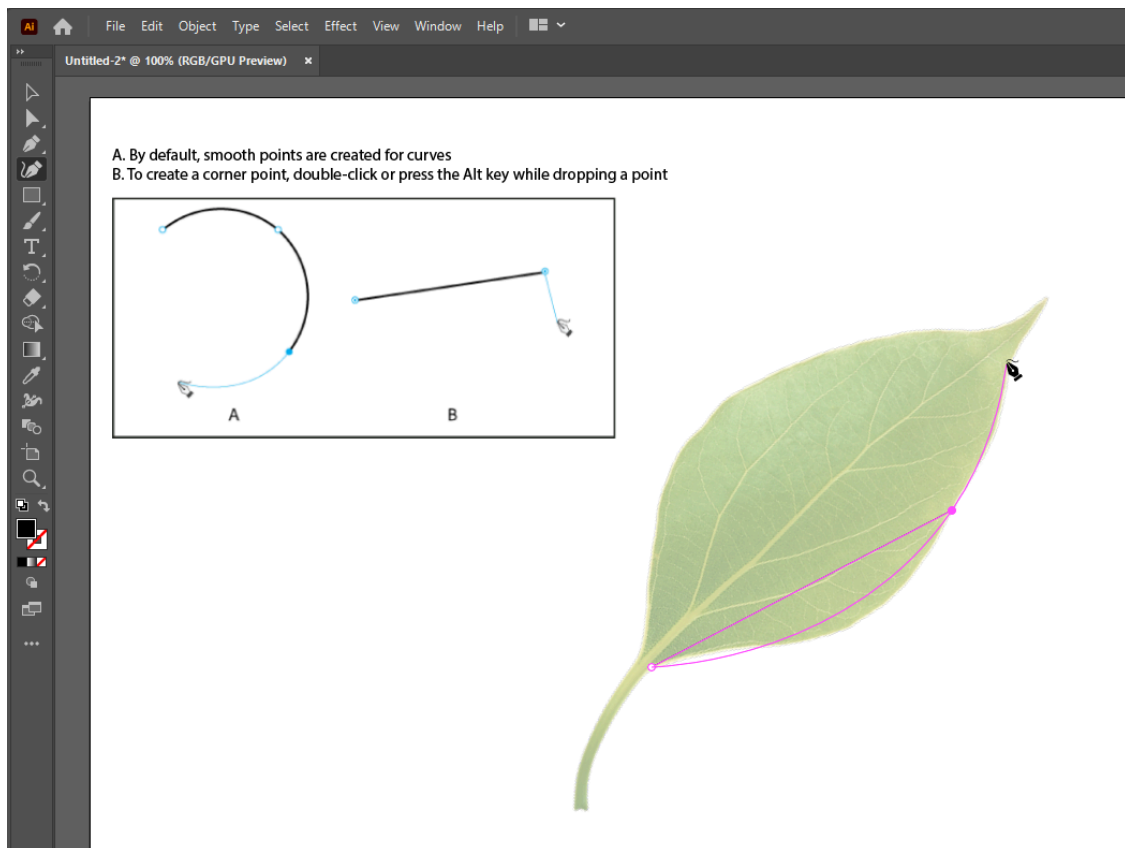 Ai File Edit Object Type Select Effect View Window Help
Untitled-2* @ 100% (RGB/GPU Preview) ×
A. By default, smooth points are created for curves
B. To create a corner point, double-click or press the Alt key while dropping a point
A B